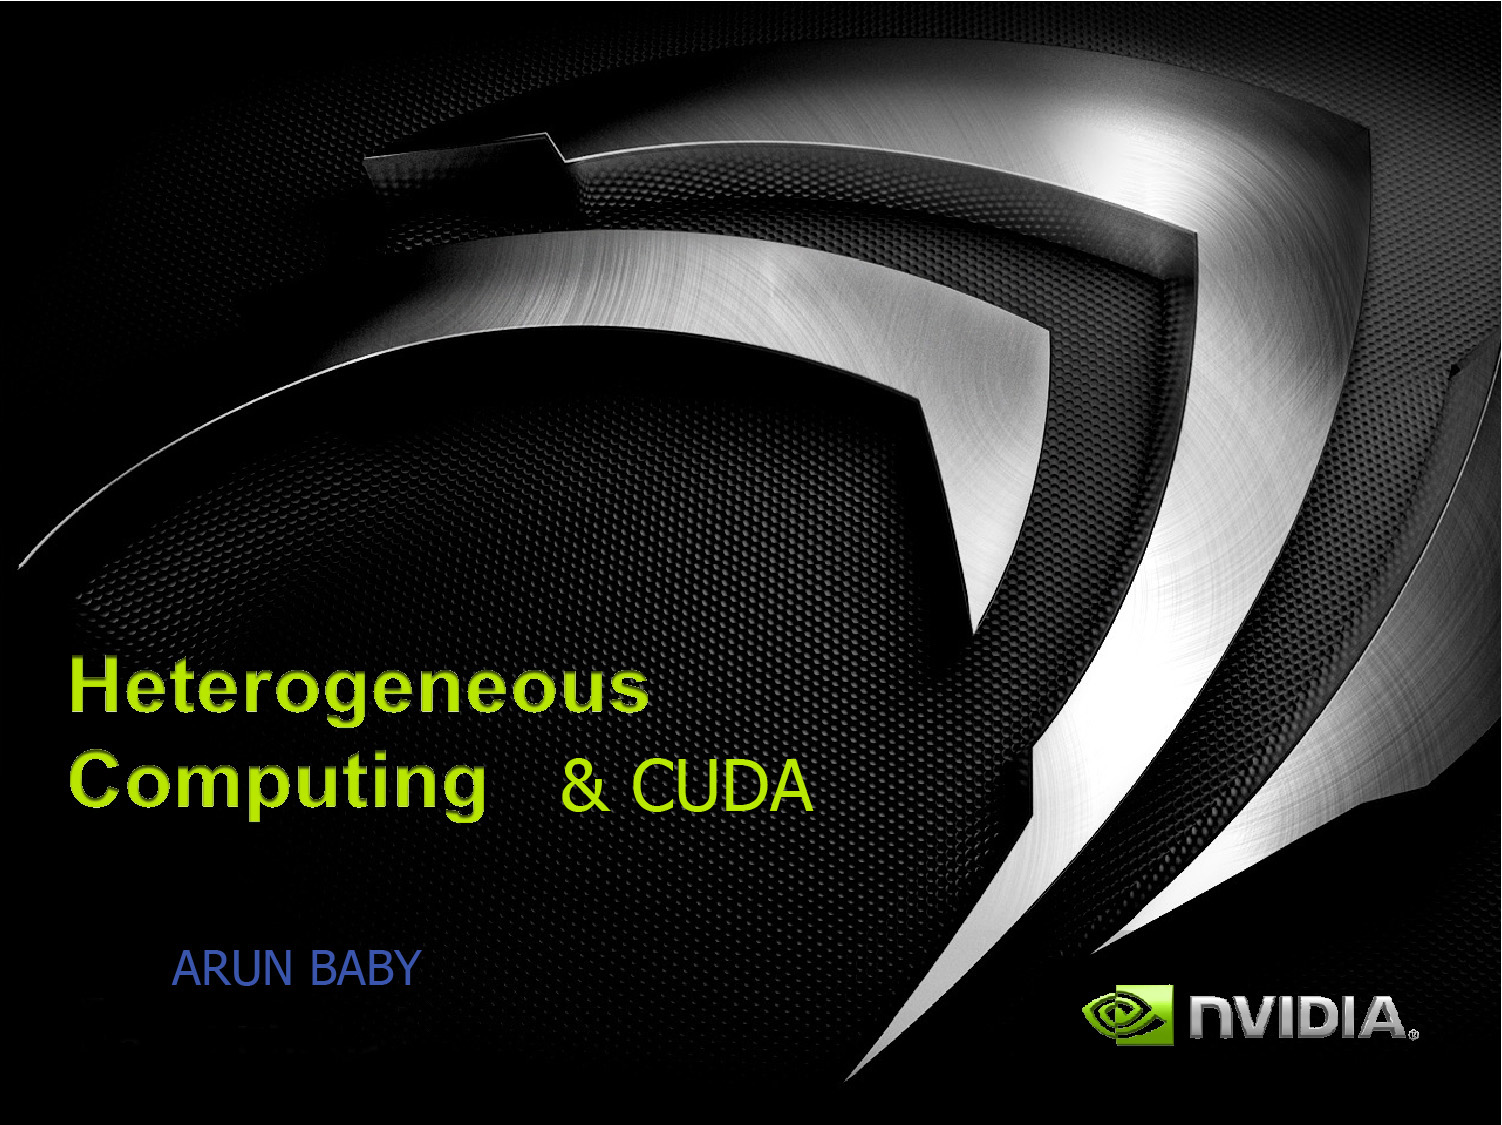 Heterogeneous
Computing & CUDA
ARUN BABY
NVIDIA®